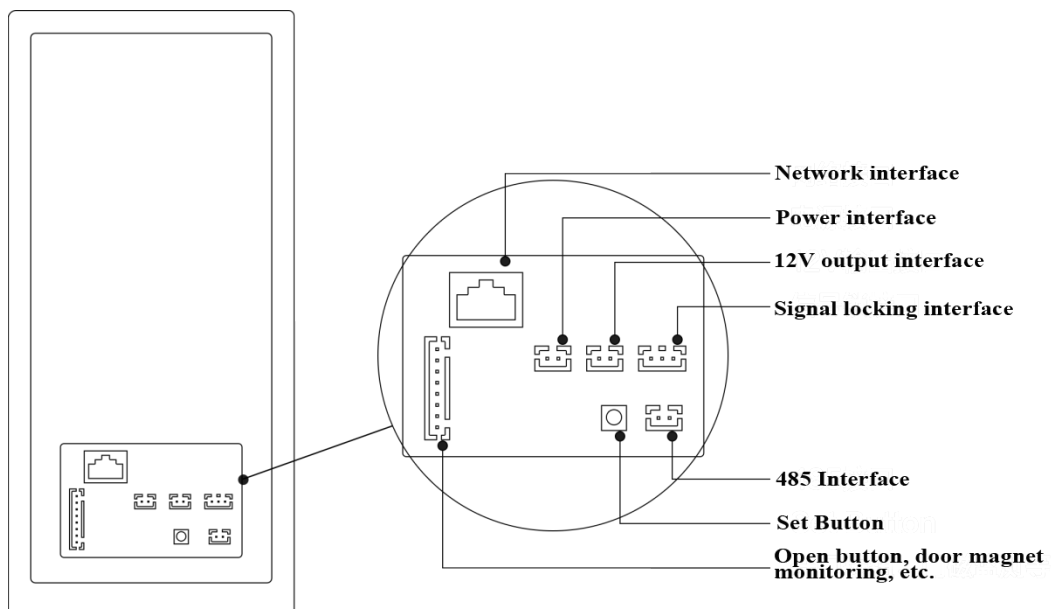 Network interface
Power interface
12V output interface
Signal locking interface
485 Interface
Set Button
Open button, door magnet
monitoring, etc.